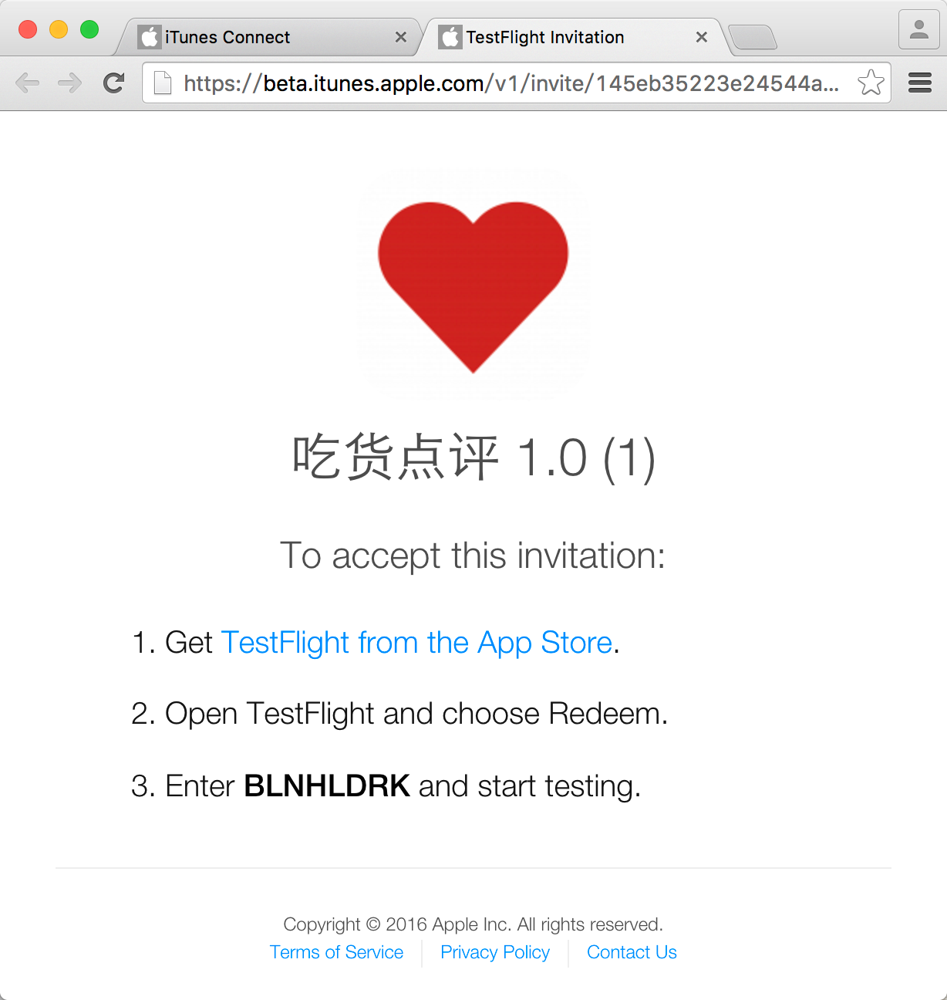 iTunes Connect
TestFlight Invitation
https://beta.itunes.apple.com/v1/invite/145eb35223e24544a...
吃货点评 1.0 (1)
To accept this invitation:
1. Get TestFlight from the App Store.
2. Open TestFlight and choose Redeem.
3. Enter BLNHLDRK and start testing.
Copyright © 2016 Apple Inc. All rights reserved.
Terms of Service
Privacy Policy
Contact Us